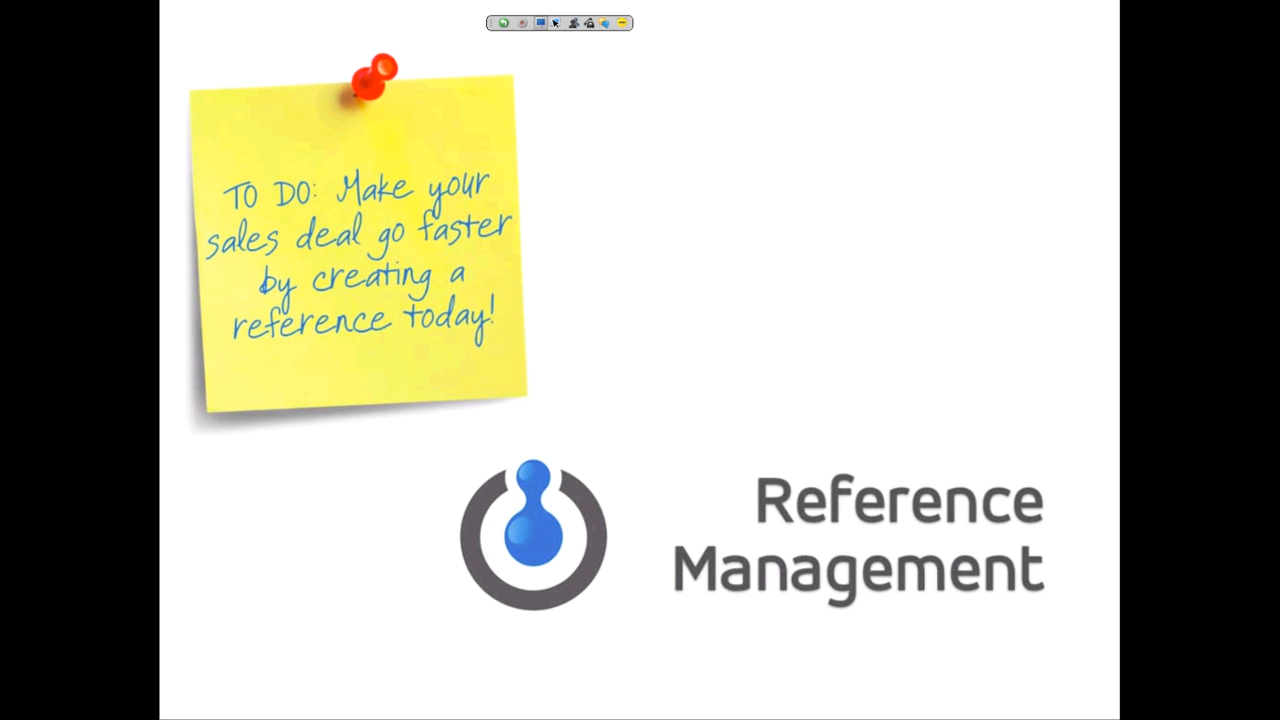 TO DO: Make your
sales deal go faster
by creating a
reference today!
Reference
Management